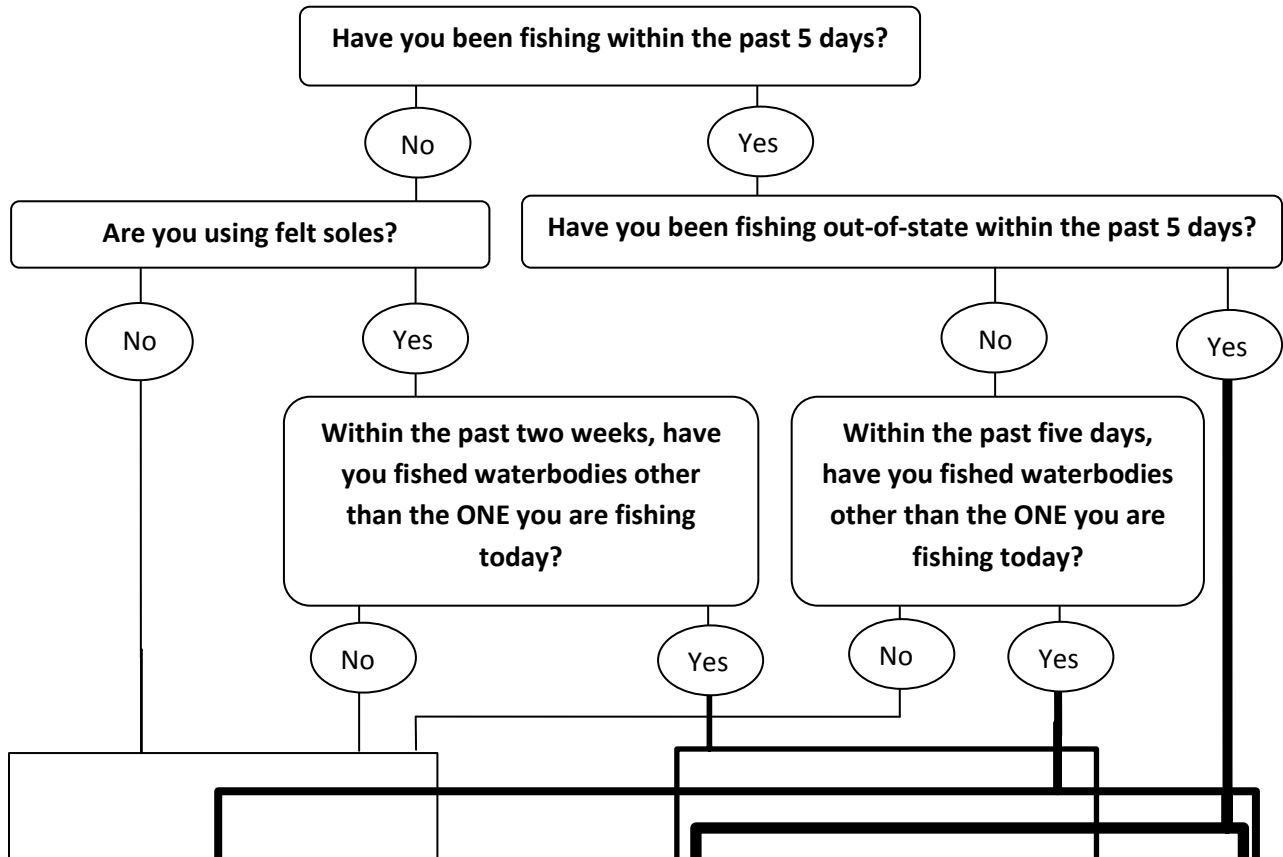 Have you been fishing within the past 5 days?
No
Yes
Are you using felt soles?
Have you been fishing out-of-state within the past 5 days?
No
Yes
No
Yes
Within the past two weeks, have
you fished waterbodies other
than the ONE you are fishing
today?
Within the past five days,
have you fished waterbodies
other than the ONE you are
fishing today?
No
Yes
No
Yes